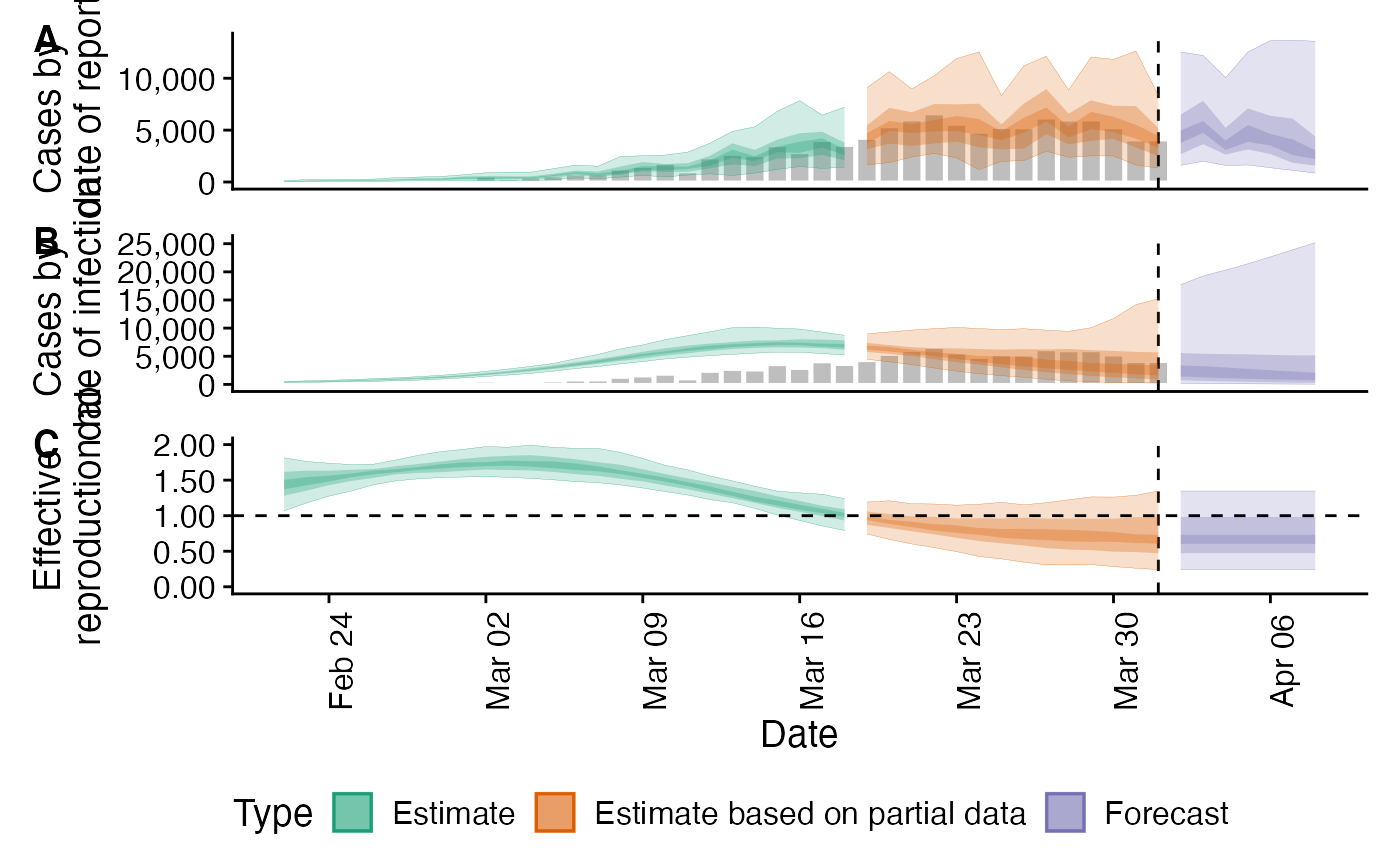 A
Cases by
date of report
10,000
5,000
0
B
Cases by
date of infection
25,000
20,000
15,000
10,000
5,000
0
C
Effective
reproduction
2.00
1.50
1.00
0.50
0.00
Feb 24
Mar 02
Mar 09
Mar 16
Mar 23
Mar 30
Apr 06
Date
Type
Estimate
Estimate based on partial data
Forecast